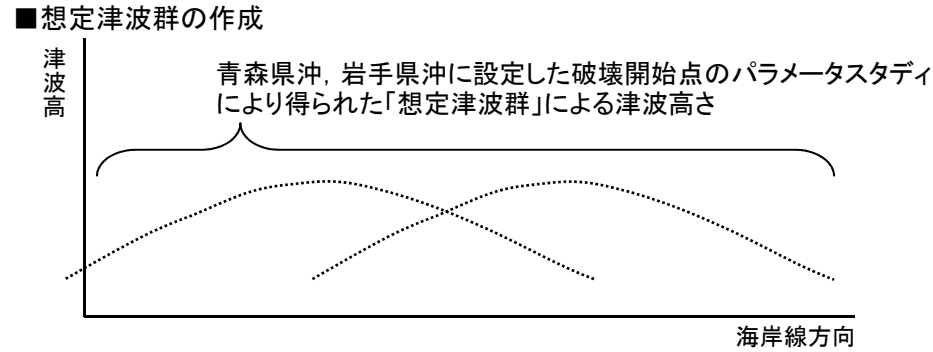 ■想定津波群の作成
津波高
青森県沖，岩手県沖に設定した破壊開始点のパラメータスタディ
により得られた「想定津波群」による津波高さ
海岸線方向